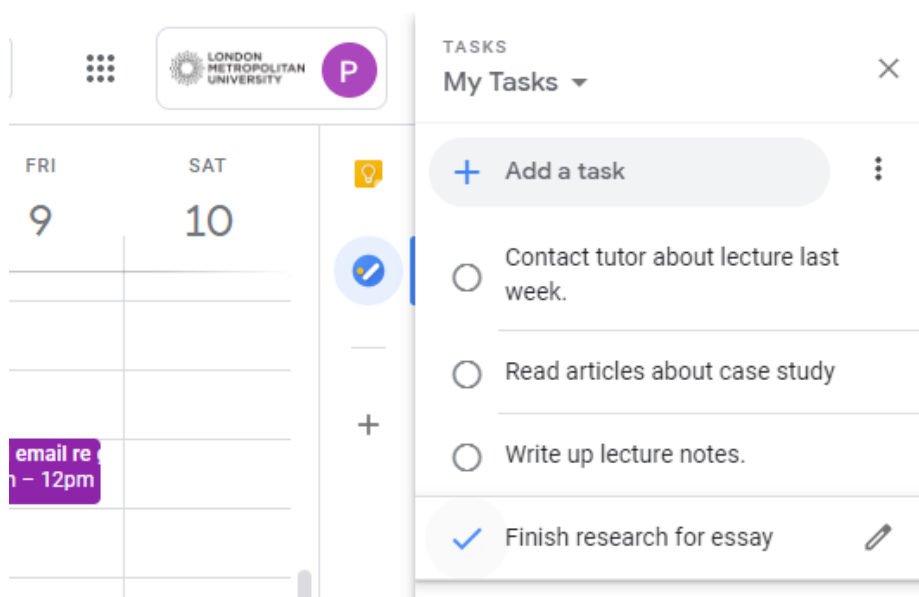 LONDON
METROPOLITAN
UNIVERSITY
P
FRI
9
SAT
10
email re
– 12pm
TASKS
My Tasks
Add a task
Contact tutor about lecture last
week.
Read articles about case study
Write up lecture notes.
Finish research for essay